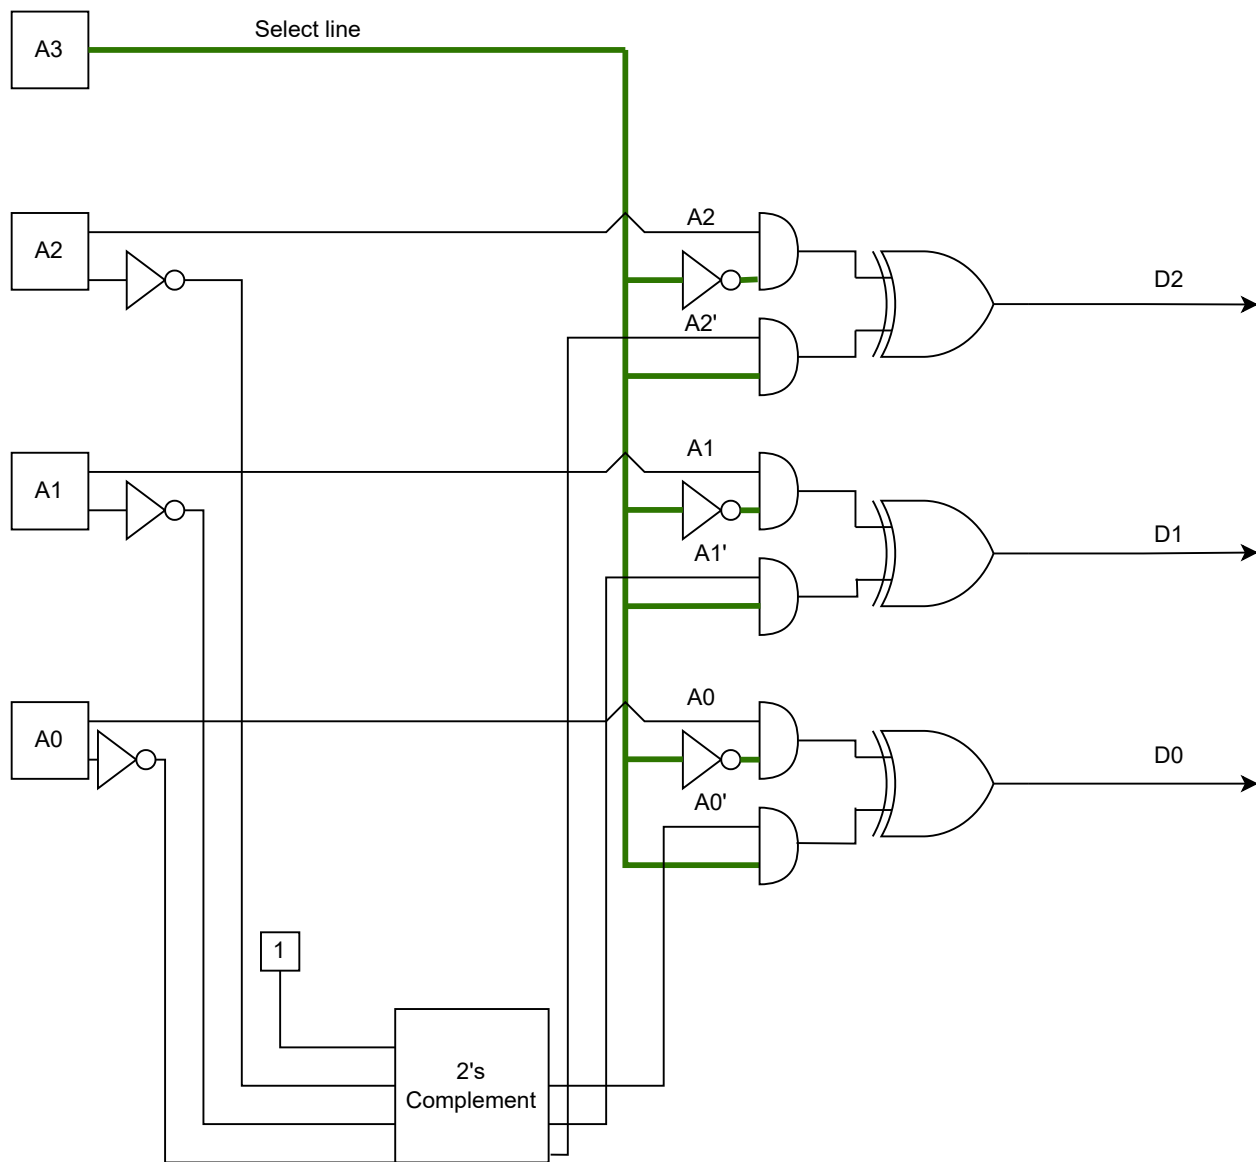 A3
Select line
A2
A2
D2
A2'
A1
A1
D1
A1'
A0
A0
D0
A0'
1
2's
Complement